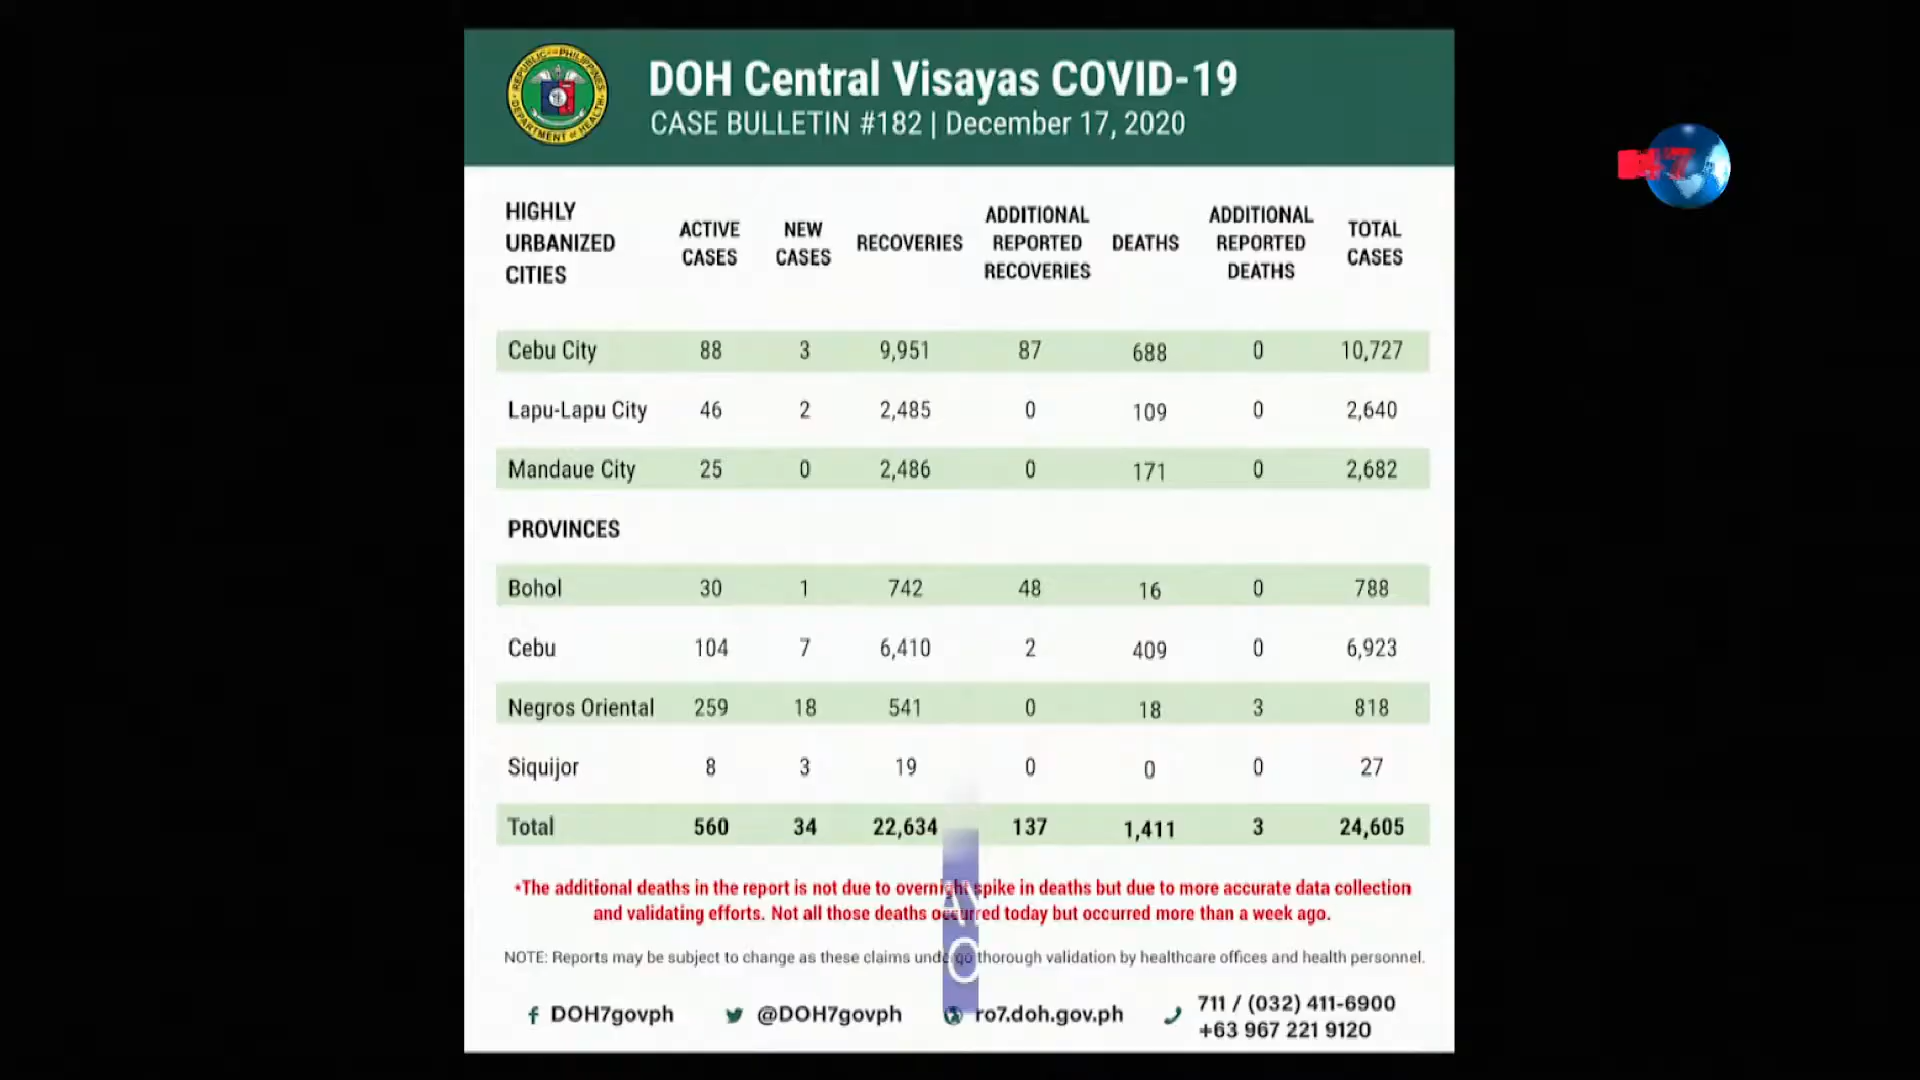 DOH Central Visayas COVID-19
CASE BULLETIN #182 | December 17, 2020
HIGHLY URBANIZED CITIES ACTIVE CASES NEW CASES RECOVERIES ADDITIONAL REPORTED RECOVERIES DEATHS ADDITIONAL REPORTED DEATHS TOTAL CASES
Cebu City 88 3 9,951 87 688 0 10,727
Lapu-Lapu City 46 2 2,485 0 109 0 2,640
Mandaue City 25 0 2,486 0 171 0 2,682
PROVINCES
Bohol 30 1 742 48 16 0 788
Cebu 104 7 6,410 2 409 0 6,923
Negros Oriental 259 18 541 0 18 3 818
Siquijor 8 3 19 0 0 0 27
Total 560 34 22,634 137 1,411 3 24,605
*The additional deaths in the report is not due to overnight spike in deaths but due to more accurate data collection
and validating efforts. Not all those deaths occurred today but occurred more than a week ago.
NOTE: Reports may be subject to change as these claims undergo thorough validation by healthcare offices and health personnel.
DOH7govph @DOH7govph ro7.doh.gov.ph 711 / (032) 411-6900
+63 967 221 9120
REPUBLIC OF THE PHILIPPINES
DEPARTMENT OF HEALTH